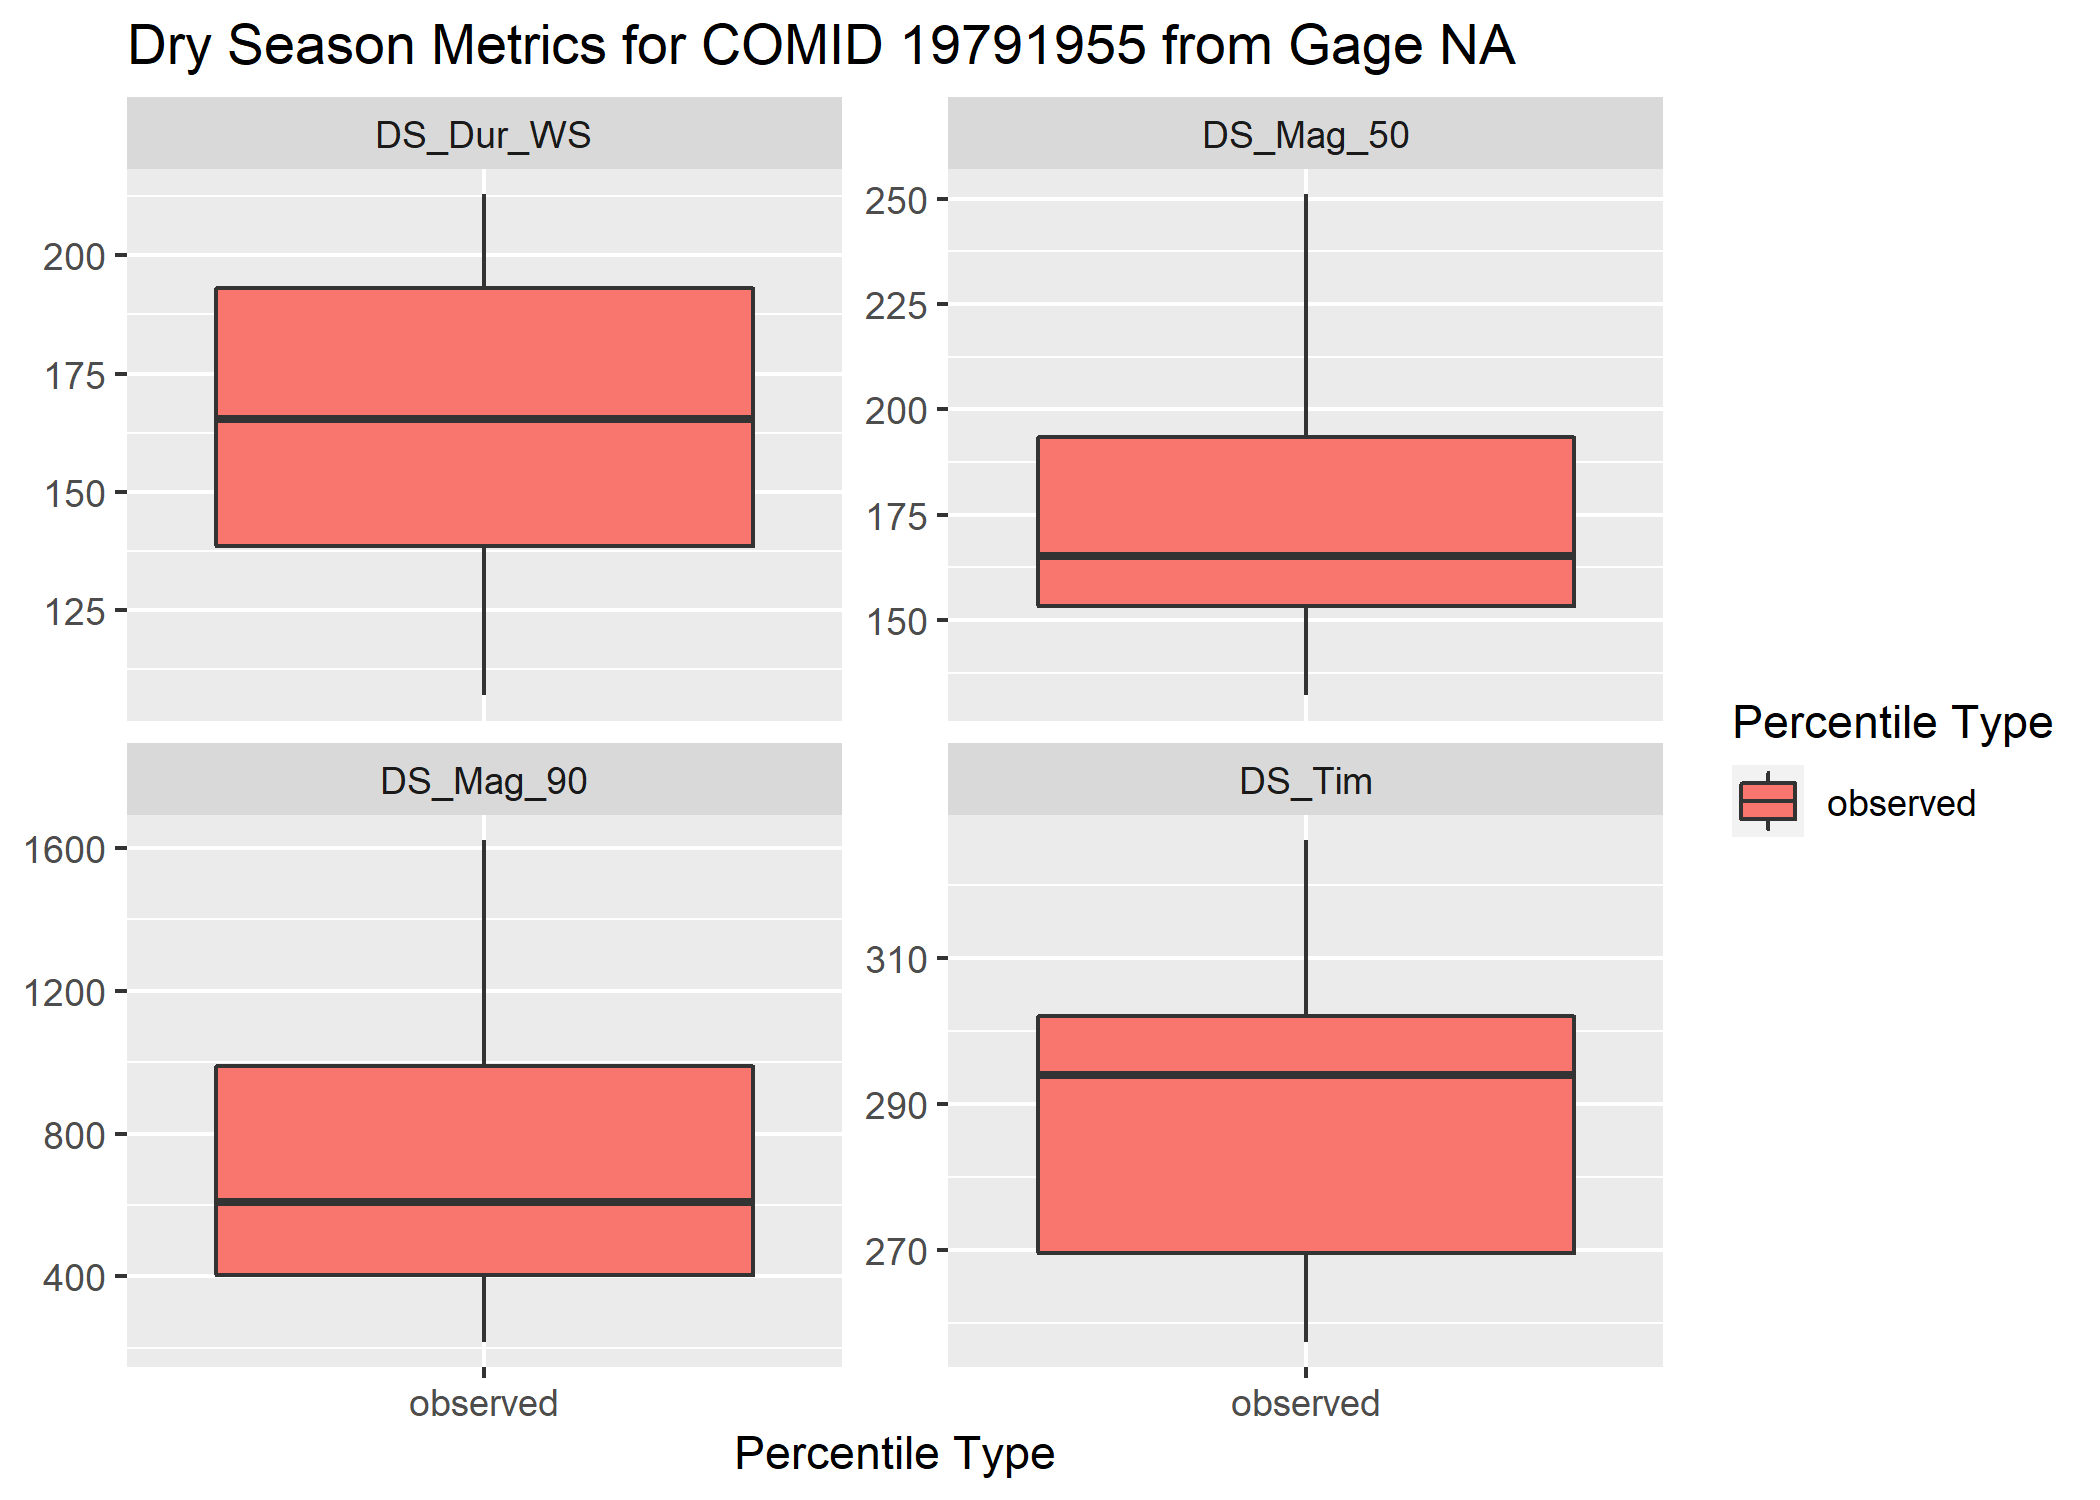 Dry Season Metrics for COMID 19791955 from Gage NA
DS_Dur_WS
200
175
150
125
DS_Mag_50
250
225
200
175
150
DS_Mag_90
1600
1200
800
400
observed
DS_Tim
310
290
270
observed
Percentile Type
Percentile Type
observed